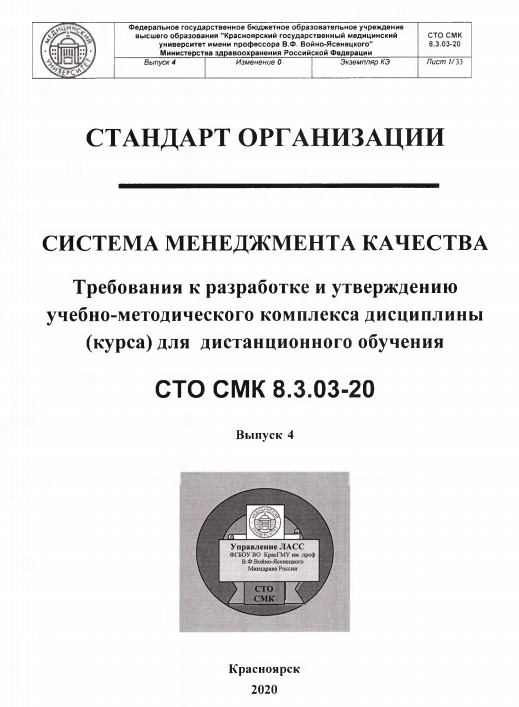 Федеральное государственное бюджетное образовательное учреждение
высшего образования "Красноярский государственный медицинский
университет имени профессора В.Ф. Войно-Ясенецкого"
Министерства здравоохранения Российской Федерации
СТО СМК
8.3.03-20
Выпуск 4
Изменение 0
Экземпляр КЭ
Лист 1/33
МЕДИЦИНСКИЙ
УНИВЕРСИТЕТ
СТАНДАРТ ОРГАНИЗАЦИИ
СИСТЕМА МЕНЕДЖМЕНТА КАЧЕСТВА
Требования к разработке и утверждению
учебно-методического комплекса дисциплины
(курса) для дистанционного обучения
СТО СМК 8.3.03-20
Выпуск 4
Управление ЛАСС
ФГБОУ ВО КрасГМУ им .проф
В.Ф.Войно-Ясенецкого
Минздрава России
СТО
СМК
Красноярск
2020